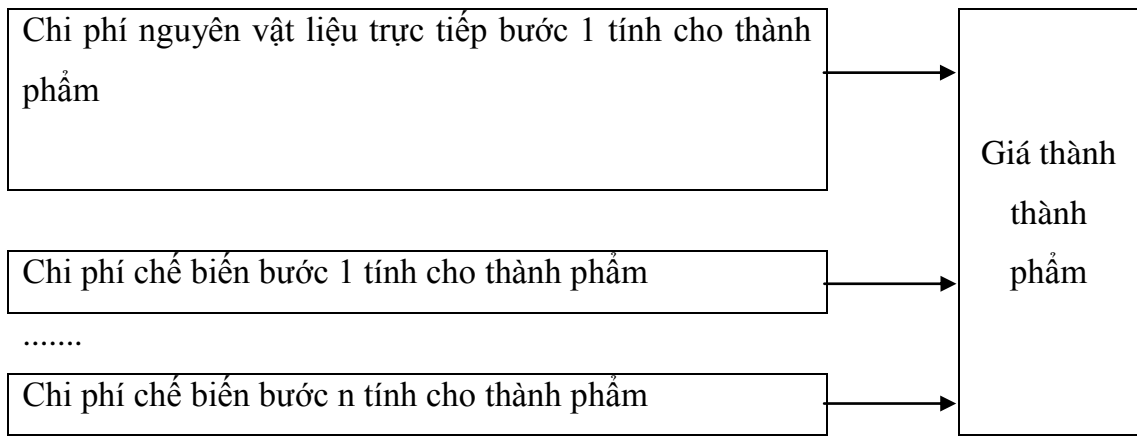 Chi phí nguyên vật liệu trực tiếp bước 1 tính cho thành
phẩm
Chi phí chế biến bước 1 tính cho thành phẩm
.......
Chi phí chế biến bước n tính cho thành phẩm
Giá thành
thành
phẩm